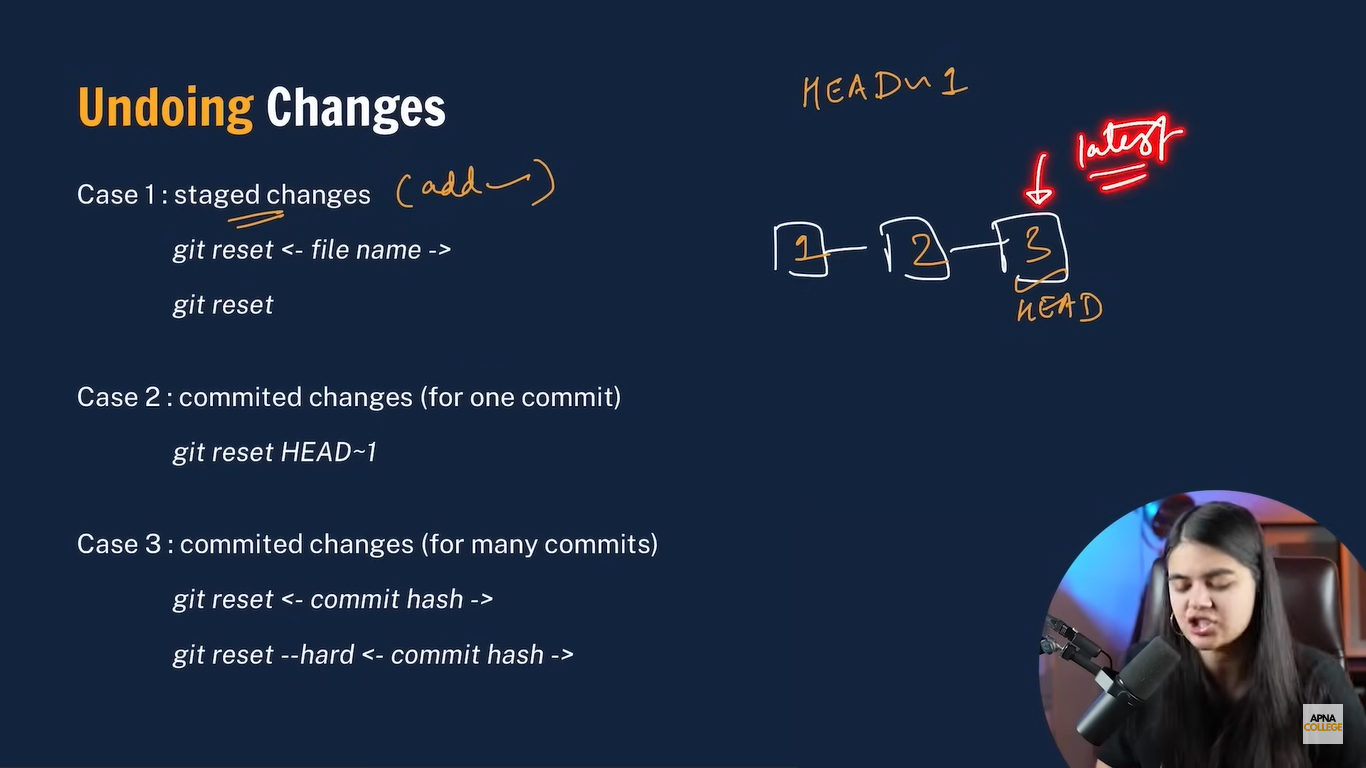 Undoing Changes
HEAD~1
latest
Case 1 : staged changes (add)
git reset <- file name ->
git reset
1 2 3
HEAD
Case 2 : commited changes (for one commit)
git reset HEAD~1
Case 3 : commited changes (for many commits)
git reset <- commit hash ->
git reset --hard <- commit hash ->
APNA
COLLEGE